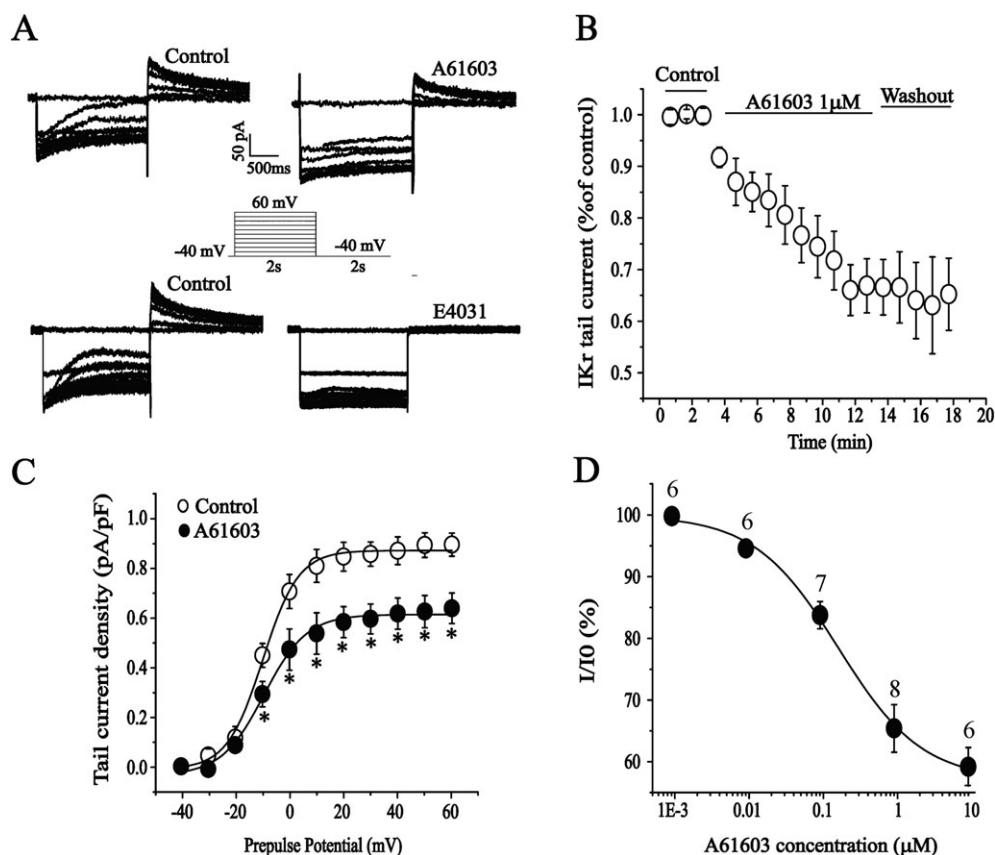 A
Control
A61603
50 pA
500ms
60 mV
-40 mV
-40 mV
2s
2s
Control
E4031
B
IKr tail current (%of control)
Control
A61603 1μM
Washout
1.0
0.9
0.8
0.7
0.6
0.5
0 2 4 6 8 10 12 14 16 18 20
Time (min)
C
Tail current density (pA/pF)
Control
A61603
1.0
0.8
0.6
0.4
0.2
0.0
* * * * * * * *
-40 -20 0 20 40 60
Prepulse Potential (mV)
D
I/I0 (%)
100
90
80
70
60
6
6
7
8
6
1E-3 0.01 0.1 1 10
A61603 concentration (μM)